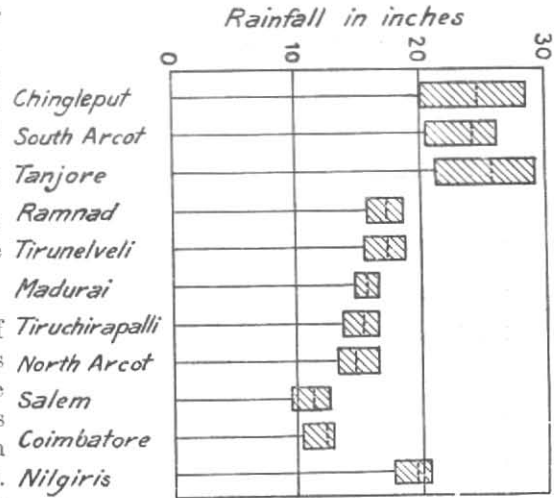 Rainfall in inches
0 10 20 30
Chingleput
South Arcot
Tanjore
Ramnad
Tirunelveli
Madurai
Tiruchirapalli
North Arcot
Salem
Coimbatore
Nilgiris